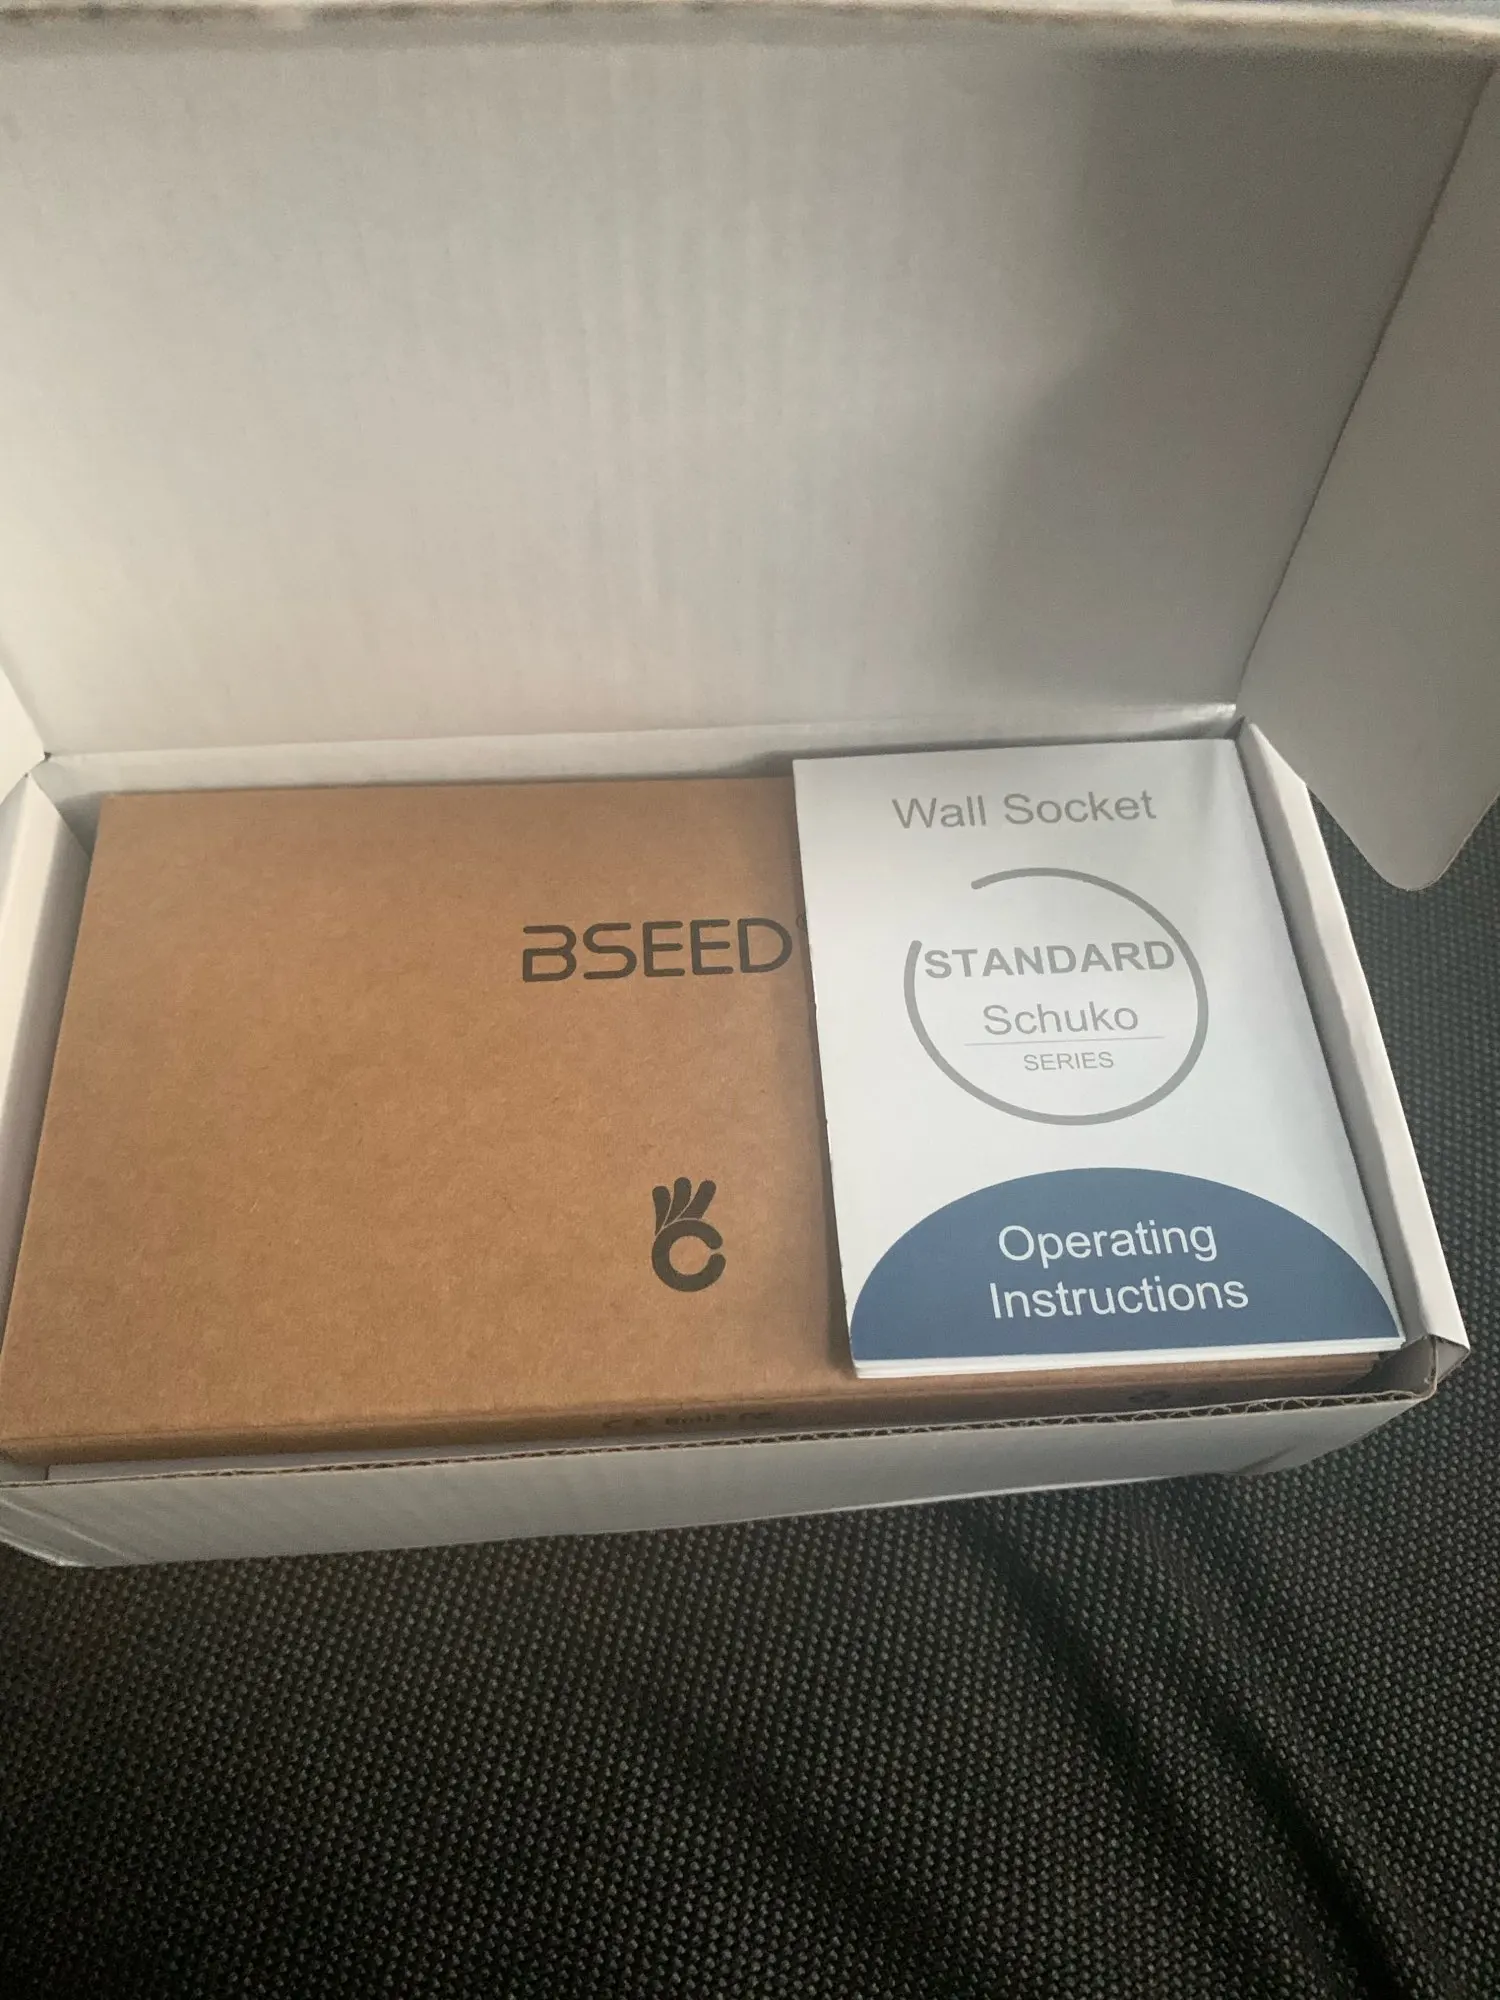 BSEED
Wall Socket
STANDARD
Schuko
SERIES
Operating
Instructions